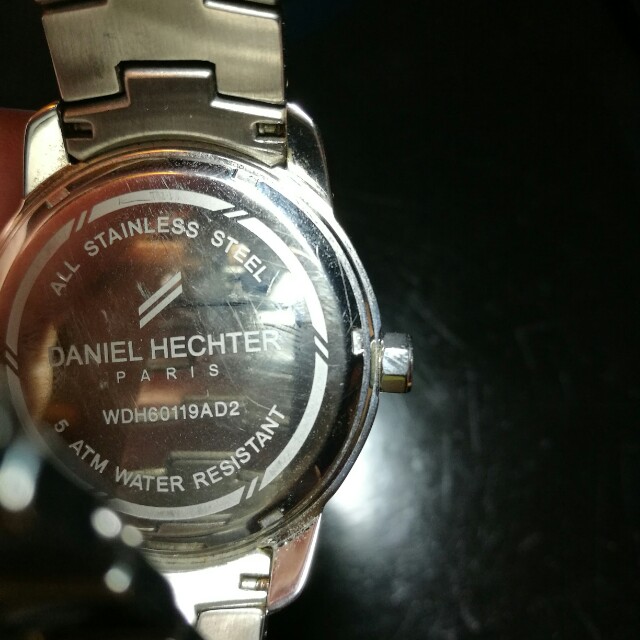 ALL STAINLESS STEEL
DANIEL HECHTER
PARIS
WDH60119AD2
5 ATM WATER RESISTANT